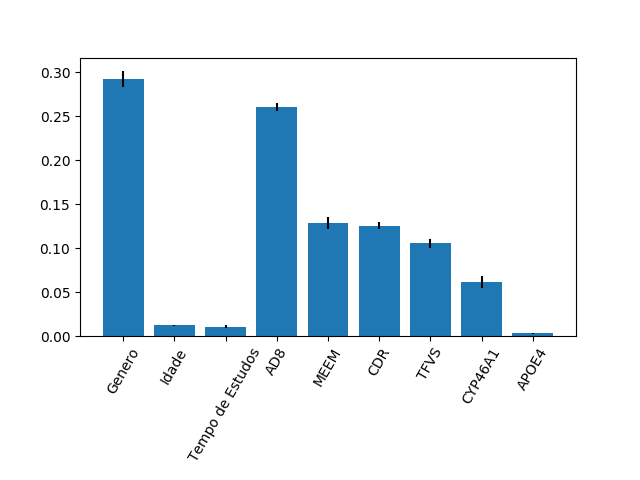 0.30
0.25
0.20
0.15
0.10
0.05
0.00
Genero
Idade
Tempo de Estudos
AD8
MEEM
CDR
TFVS
CYP46A1
APOE4